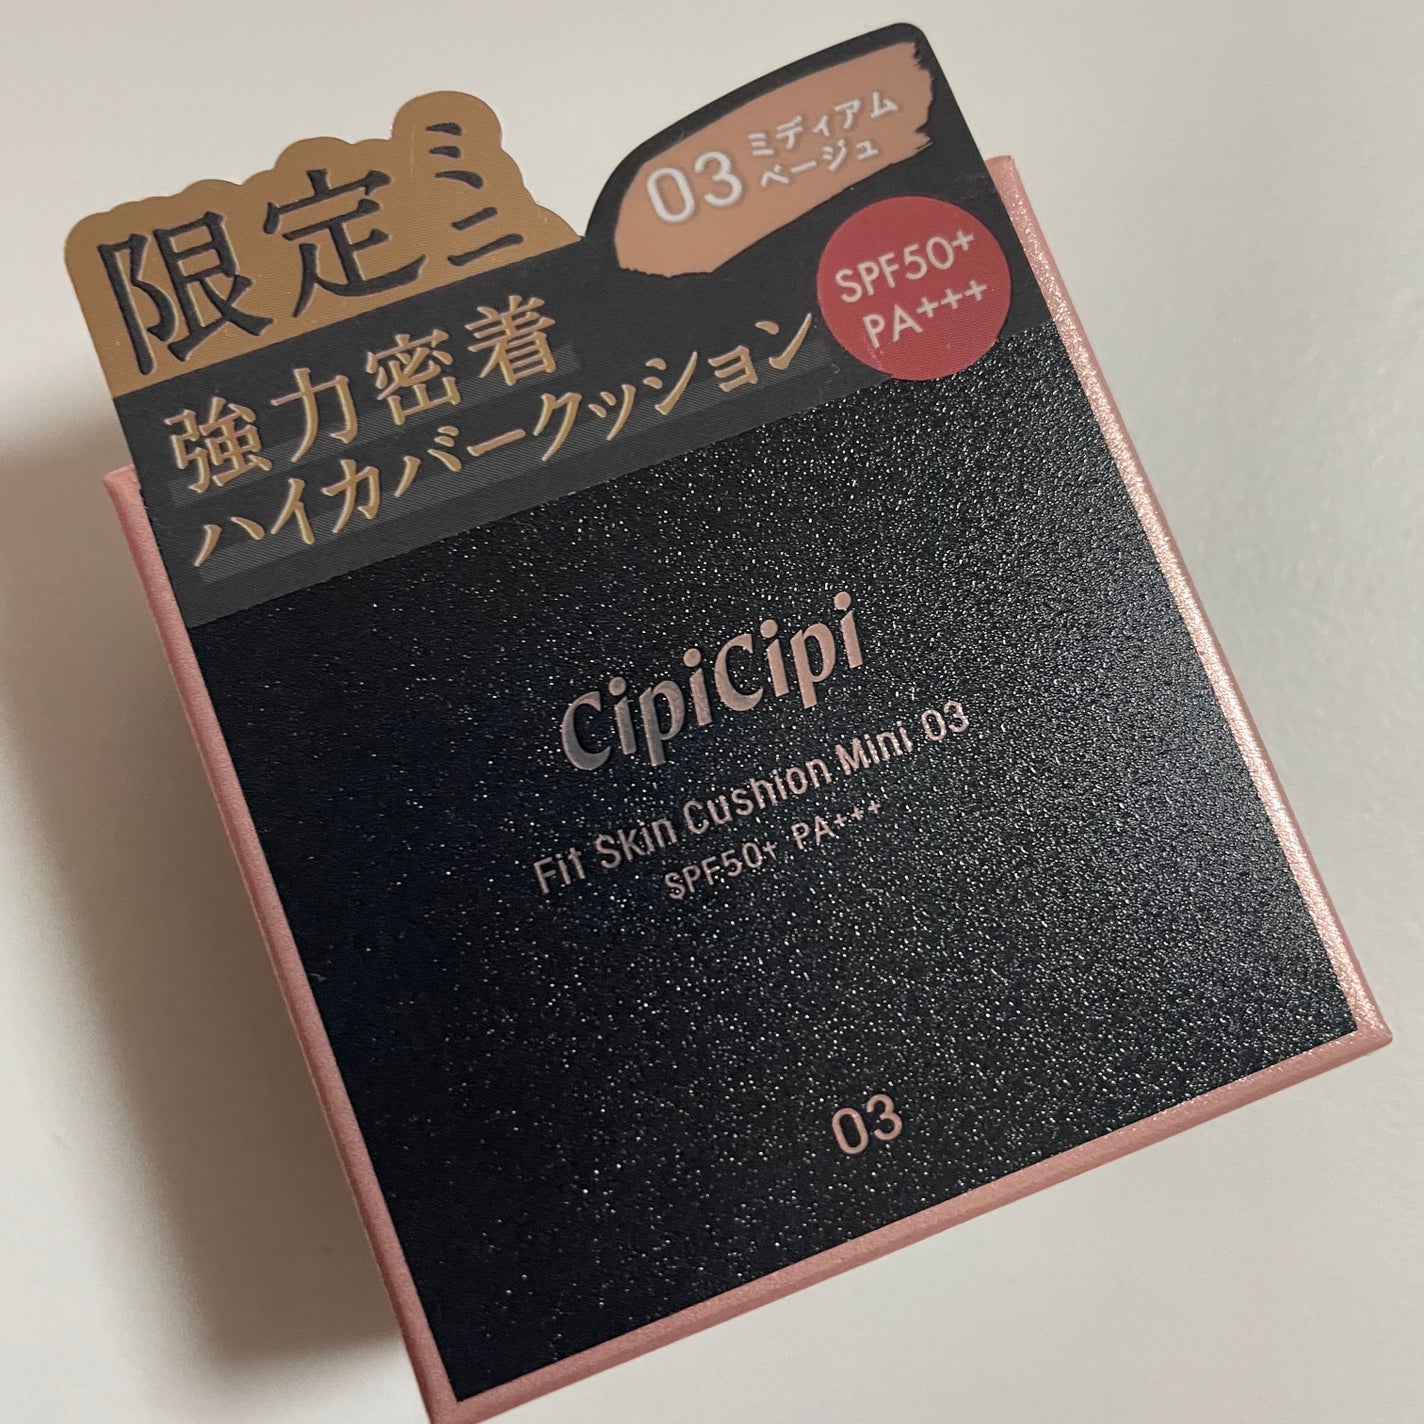 限定ミニ
03 ミディアム
ベージュ
SPF50+
PA+++
強力密着
ハイカバークッション
CipiCipi
Fit Skin Cushion Mini 03
SPF50+ PA+++
03